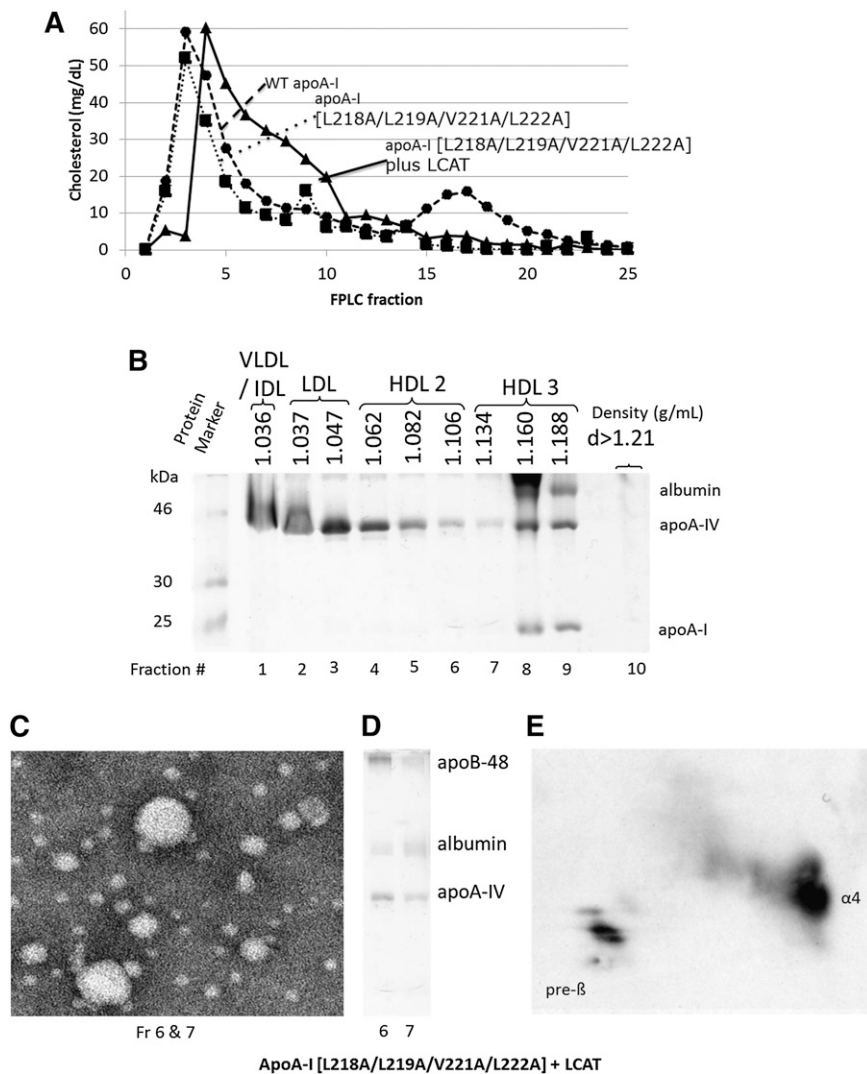 A
Cholesterol (mg/dL)
60
50
40
30
20
10
0
WT apoA-I
apoA-I
[L218A/L219A/V221A/L222A]
apoA-I [L218A/L219A/V221A/L222A]
plus LCAT
0 5 10 15 20 25
FPLC fraction
B
Protein
Marker
VLDL
/ IDL
LDL
HDL 2
HDL 3
Density (g/mL)
d>1.21
1.036 1.037 1.047 1.062 1.082 1.106 1.134 1.160 1.188
kDa
46
30
25
albumin
apoA-IV
apoA-I
Fraction # 1 2 3 4 5 6 7 8 9 10
C
Fr 6 & 7
D
apoB-48
albumin
apoA-IV
6 7
E
α4
pre-ß
ApoA-I [L218A/L219A/V221A/L222A] + LCAT